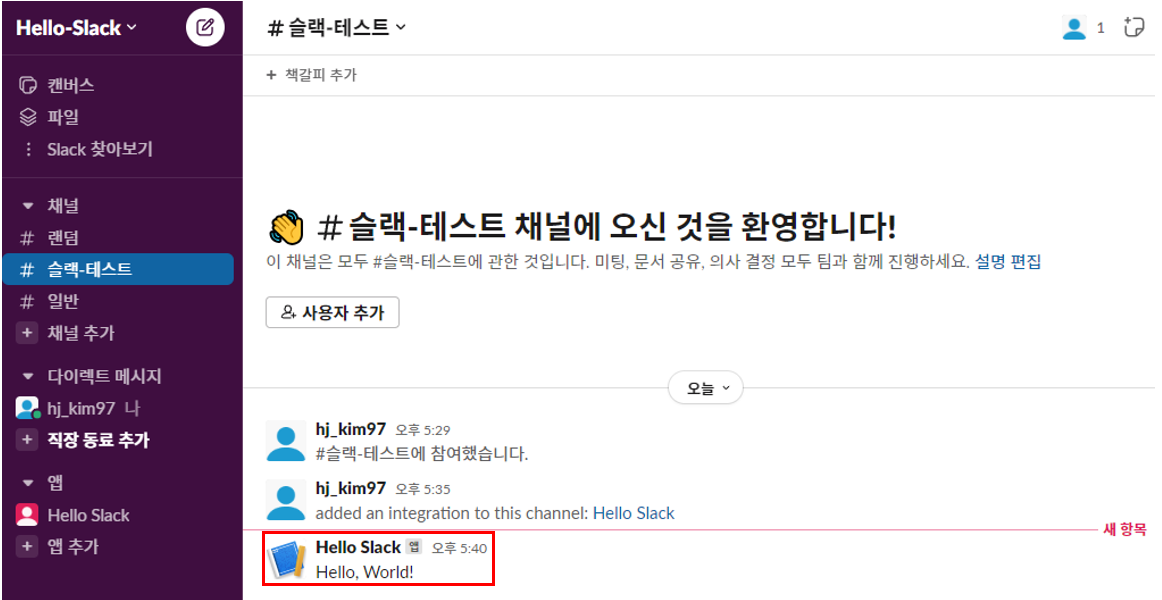 Hello-Slack
캔버스
파일
Slack 찾아보기
채널
# 랜덤
# 슬랙-테스트
# 일반
+ 채널 추가
다이렉트 메시지
hj_kim97 나
+ 직장 동료 추가
앱
Hello Slack
+ 앱 추가
# 슬랙-테스트
1
+ 책갈피 추가
# 슬랙-테스트 채널에 오신 것을 환영합니다!
이 채널은 모두 #슬랙-테스트에 관한 것입니다. 미팅, 문서 공유, 의사 결정 모두 팀과 함께 진행하세요. 설명 편집
사용자 추가
오늘
hj_kim97 오후 5:29
#슬랙-테스트에 참여했습니다.
hj_kim97 오후 5:35
added an integration to this channel: Hello Slack
새 항목
Hello Slack 앱 오후 5:40
Hello, World!